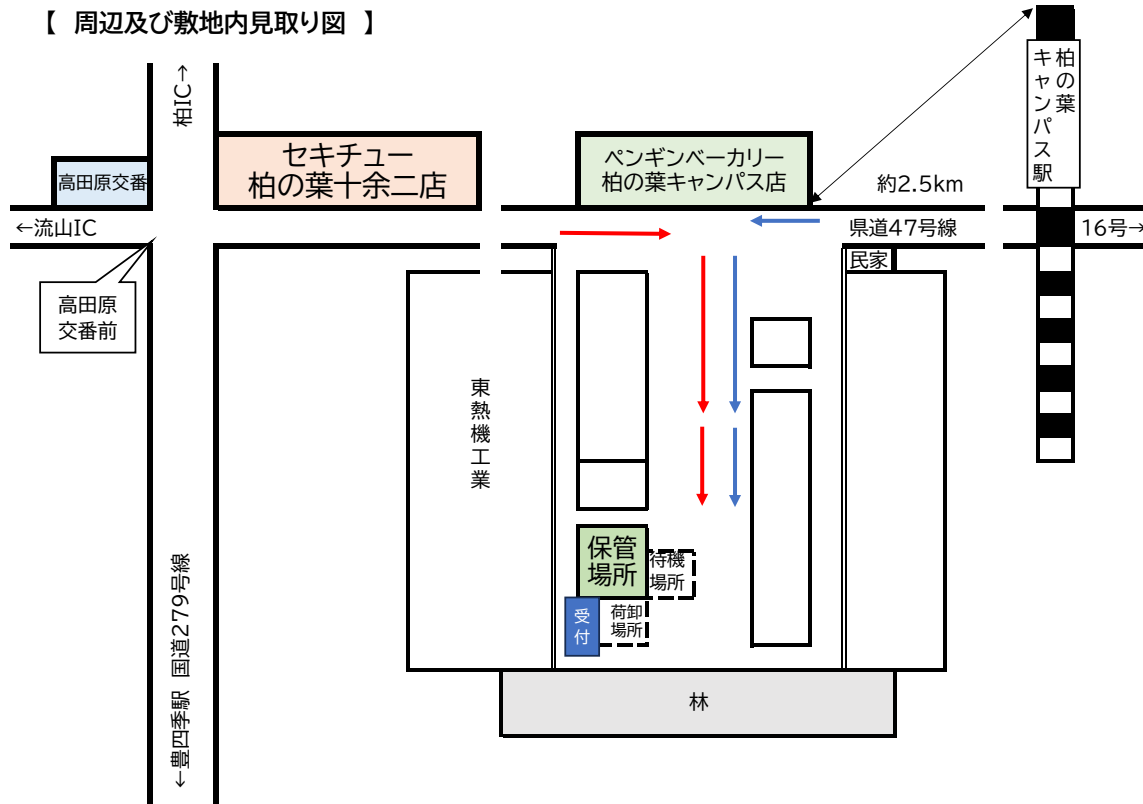 【 周辺及び敷地内見取り図 】
柏IC→
高田原交番
セキチュー
柏の葉十余二店
ペンギンベーカリー
柏の葉キャンパス店
約2.5km
柏の葉
キャンパス駅
←流山IC
県道47号線
16号→
民家
高田原
交番前
東熱機工業
保管
場所
待機
場所
受付
荷卸
場所
林
←豊四季駅 国道279号線